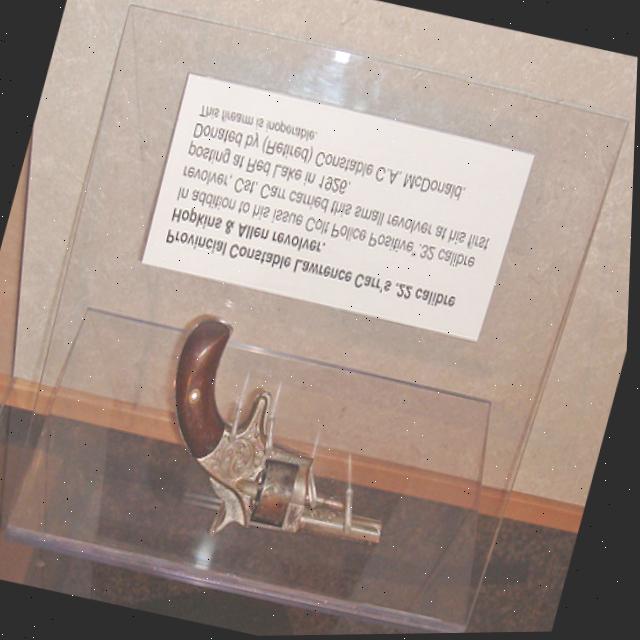 Provincial Constable Lawrence Carr's .22 calibre
Hopkins & Allen revolver.
In addition to his issue Colt Police Positive .32 calibre
revolver, Cst. Carr carried this small revolver at his first
posting at Red Lake in 1926.
Donated by (Retired) Constable C.A. McDonald.
This firearm is inoperable.